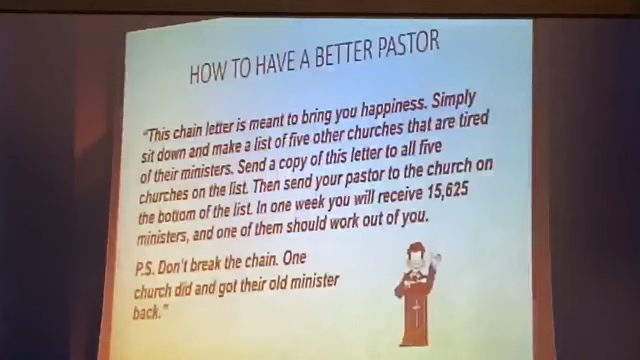 HOW TO HAVE A BETTER PASTOR
"This chain letter is meant to bring you happiness. Simply
sit down and make a list of five other churches that are tired
of their ministers. Send a copy of this letter to all five
churches on the list. Then send your pastor to the church on
the bottom of the list. In one week you will receive 15,625
ministers, and one of them should work out of you.
P.S. Don't break the chain. One
church did and got their old minister
back."